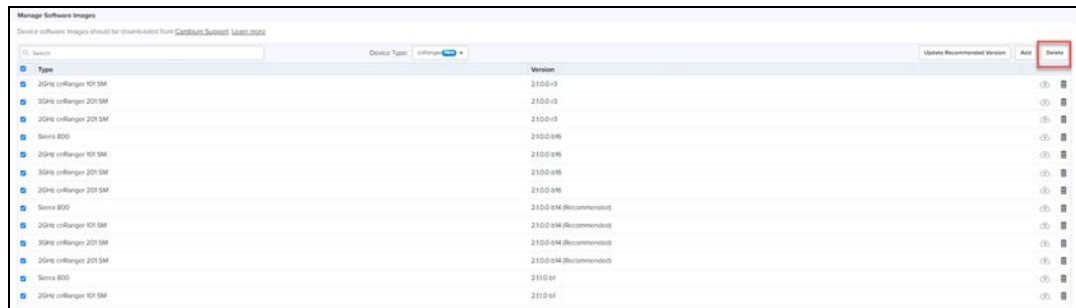 Manage Software Images
Device software images should be downloaded from Cambium Support. Learn more
Search Device Type: cnRanger New Update Recommended Version Add Delete
Type Version
2GHz cnRanger 101 SM 2.1.0.0-r3
3GHz cnRanger 201 SM 2.1.0.0-r3
2GHz cnRanger 201 SM 2.1.0.0-r3
Sierra 800 2.1.0.0-b16
2GHz cnRanger 101 SM 2.1.0.0-b16
3GHz cnRanger 201 SM 2.1.0.0-b16
2GHz cnRanger 201 SM 2.1.0.0-b16
Sierra 800 2.1.0.0-b14 (Recommended)
2GHz cnRanger 101 SM 2.1.0.0-b14 (Recommended)
3GHz cnRanger 201 SM 2.1.0.0-b14 (Recommended)
2GHz cnRanger 201 SM 2.1.0.0-b14 (Recommended)
Sierra 800 2.1.1.0-b1
2GHz cnRanger 101 SM 2.1.1.0-b1